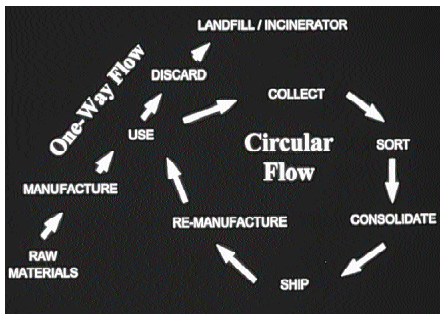 LANDFILL / INCINERATOR
DISCARD
One-Way Flow
COLLECT
USE
Circular
Flow
SORT
MANUFACTURE
RE-MANUFACTURE
CONSOLIDATE
RAW
MATERIALS
SHIP